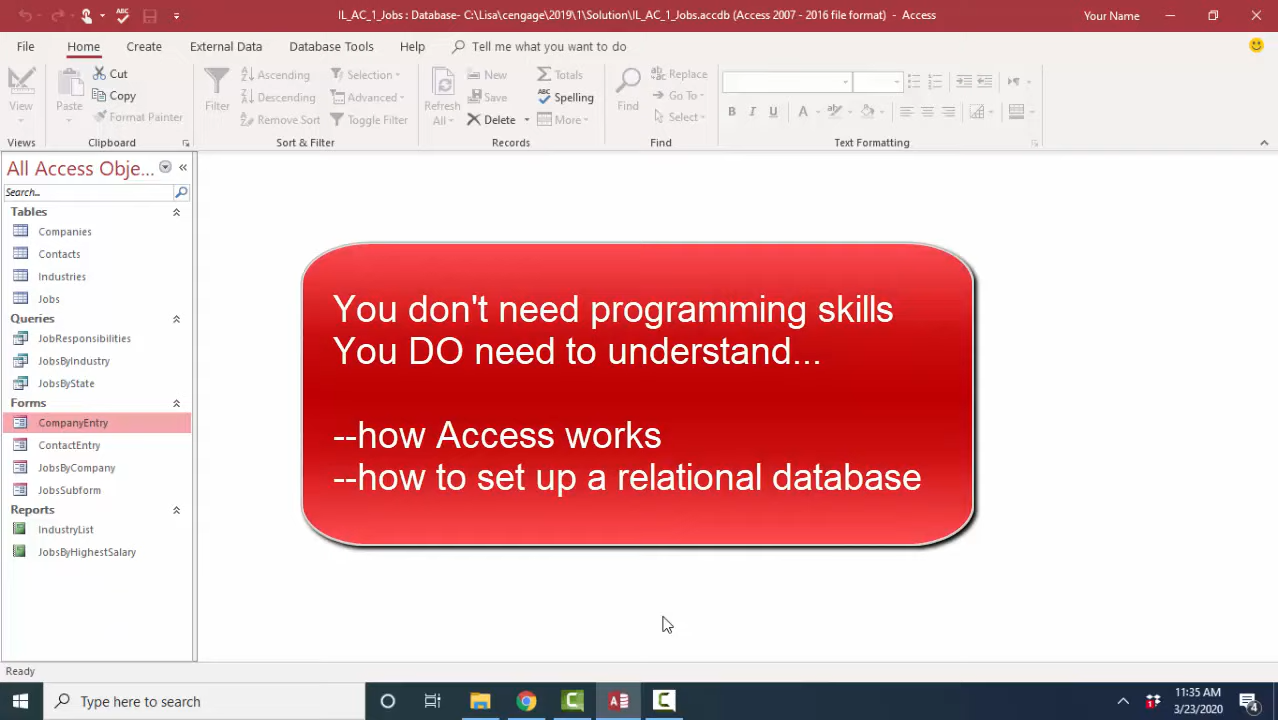 IL_AC_1_Jobs : Database- C:\Lisa\cengage\2019\1\Solution\IL_AC_1_Jobs.accdb (Access 2007 - 2016 file format) - Access
Your Name
File Home Create External Data Database Tools Help Tell me what you want to do
View
Views
Paste
Cut
Copy
Format Painter
Clipboard
Filter
Ascending
Descending
Remove Sort
Selection
Advanced
Toggle Filter
Sort & Filter
Refresh
All
New
Save
Delete
Totals
Spelling
More
Records
Find
Replace
Go To
Select
Find
B I U A
Text Formatting
All Access Obje...
Search...
Tables
Companies
Contacts
Industries
Jobs
Queries
JobResponsibilities
JobsByIndustry
JobsByState
Forms
CompanyEntry
ContactEntry
JobsByCompany
JobsSubform
Reports
IndustryList
JobsByHighestSalary
You don't need programming skills
You DO need to understand...
--how Access works
--how to set up a relational database
Ready
Type here to search
11:35 AM
3/23/2020
4